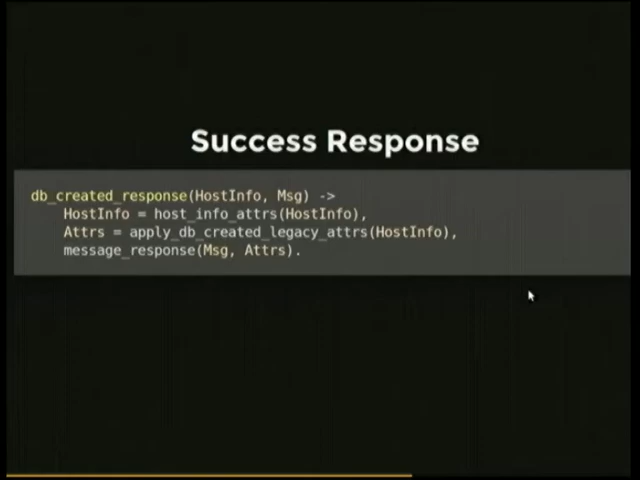 Success Response
db_created_response(HostInfo, Msg) ->
    HostInfo = host_info_attrs(HostInfo),
    Attrs = apply_db_created_legacy_attrs(HostInfo),
    message_response(Msg, Attrs).